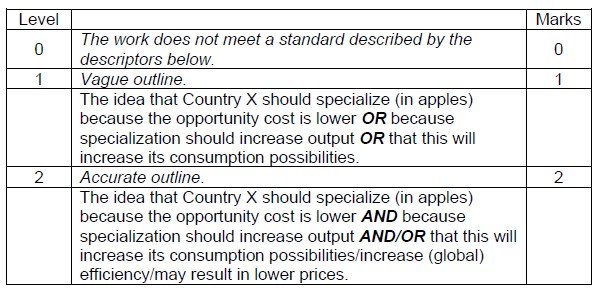 Level Marks
0 The work does not meet a standard described by the descriptors below. 0
1 Vague outline. 1
The idea that Country X should specialize (in apples)
because the opportunity cost is lower OR because
specialization should increase output OR that this will
increase its consumption possibilities.
2 Accurate outline. 2
The idea that Country X should specialize (in apples)
because the opportunity cost is lower AND because
specialization should increase output AND/OR that this will
increase its consumption possibilities/increase (global)
efficiency/may result in lower prices.